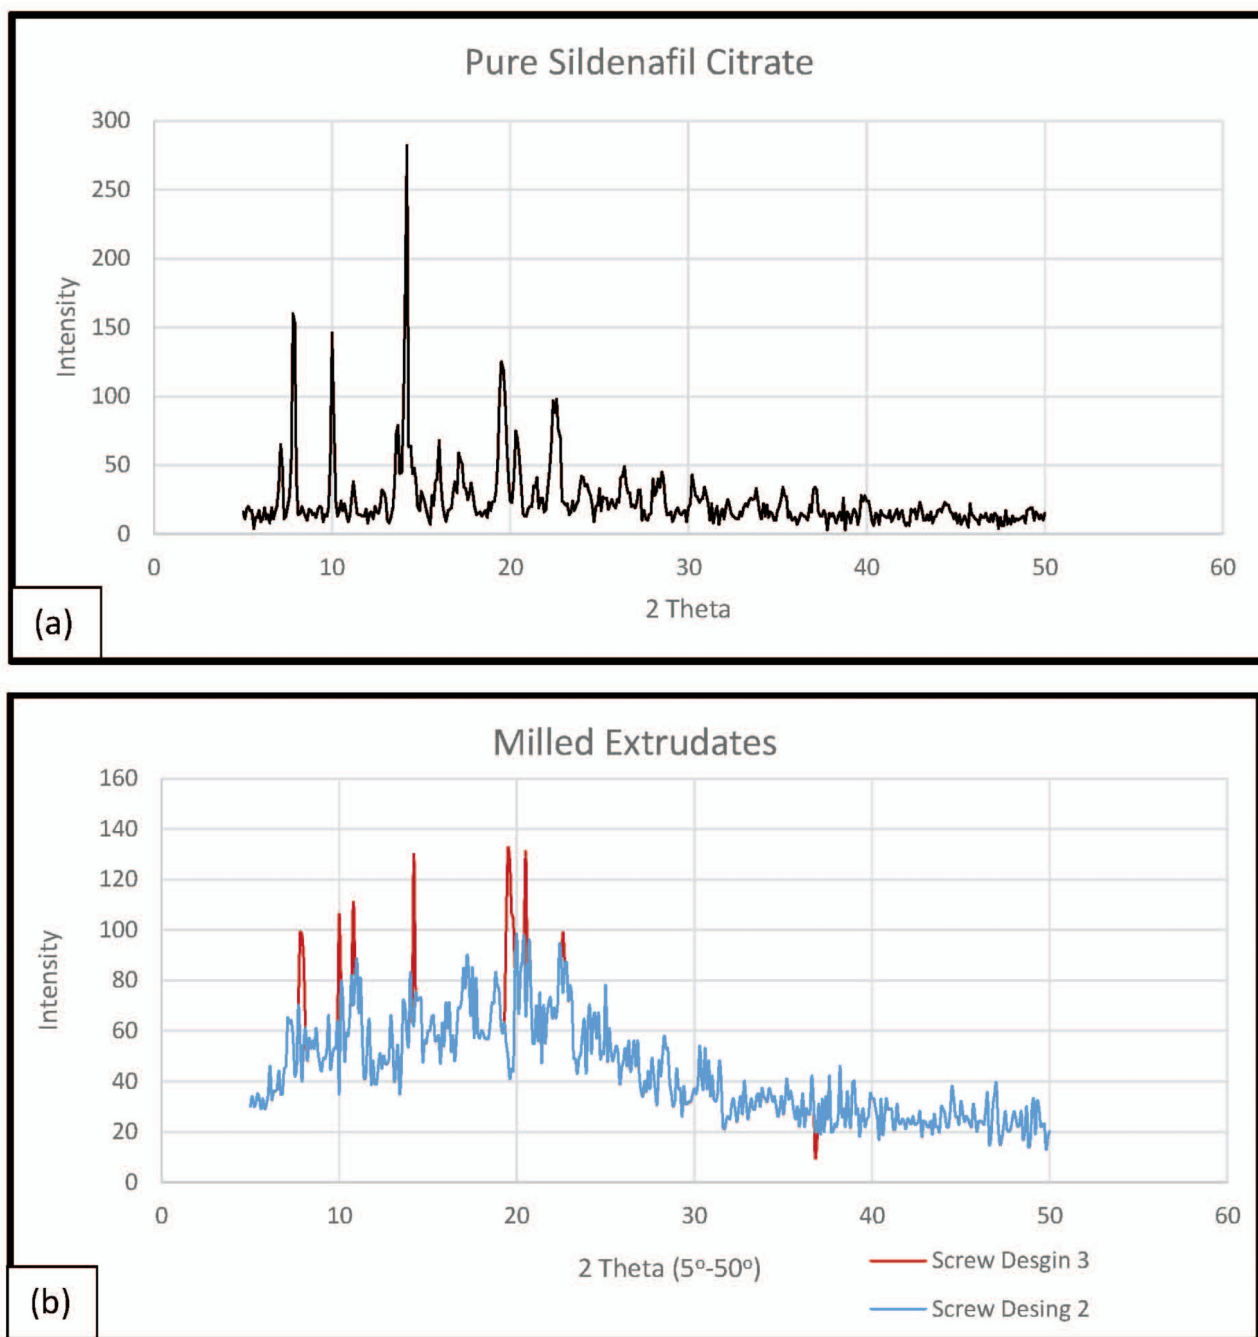 Pure Sildenafil Citrate
300
250
200
150
100
50
0
Intensity
0 10 20 30 40 50 60
2 Theta
(a)
Milled Extrudates
160
140
120
100
80
60
40
20
0
Intensity
0 10 20 30 40 50 60
2 Theta (5º-50º)
Screw Desgin 3
Screw Desing 2
(b)